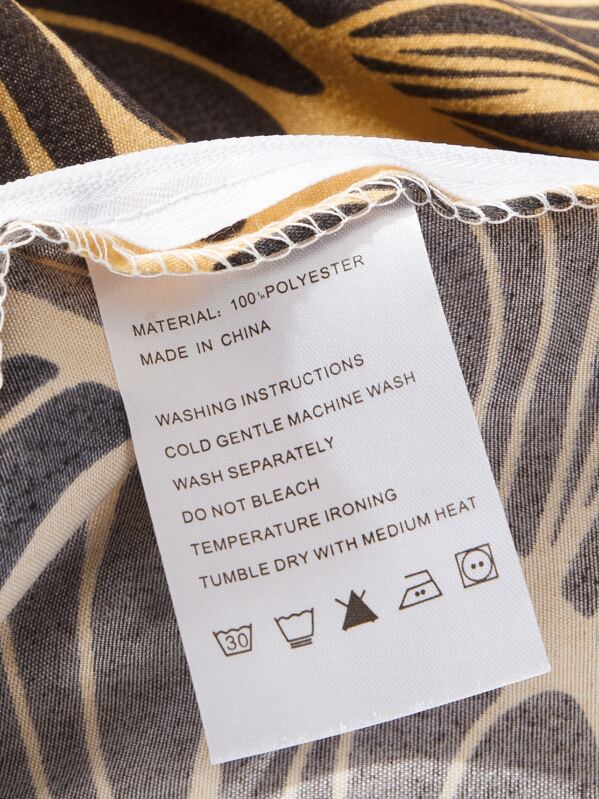 MATERIAL: 100%POLYESTER
MADE IN CHINA
WASHING INSTRUCTIONS
COLD GENTLE MACHINE WASH
WASH SEPARATELY
DO NOT BLEACH
TEMPERATURE IRONING
TUMBLE DRY WITH MEDIUM HEAT
30